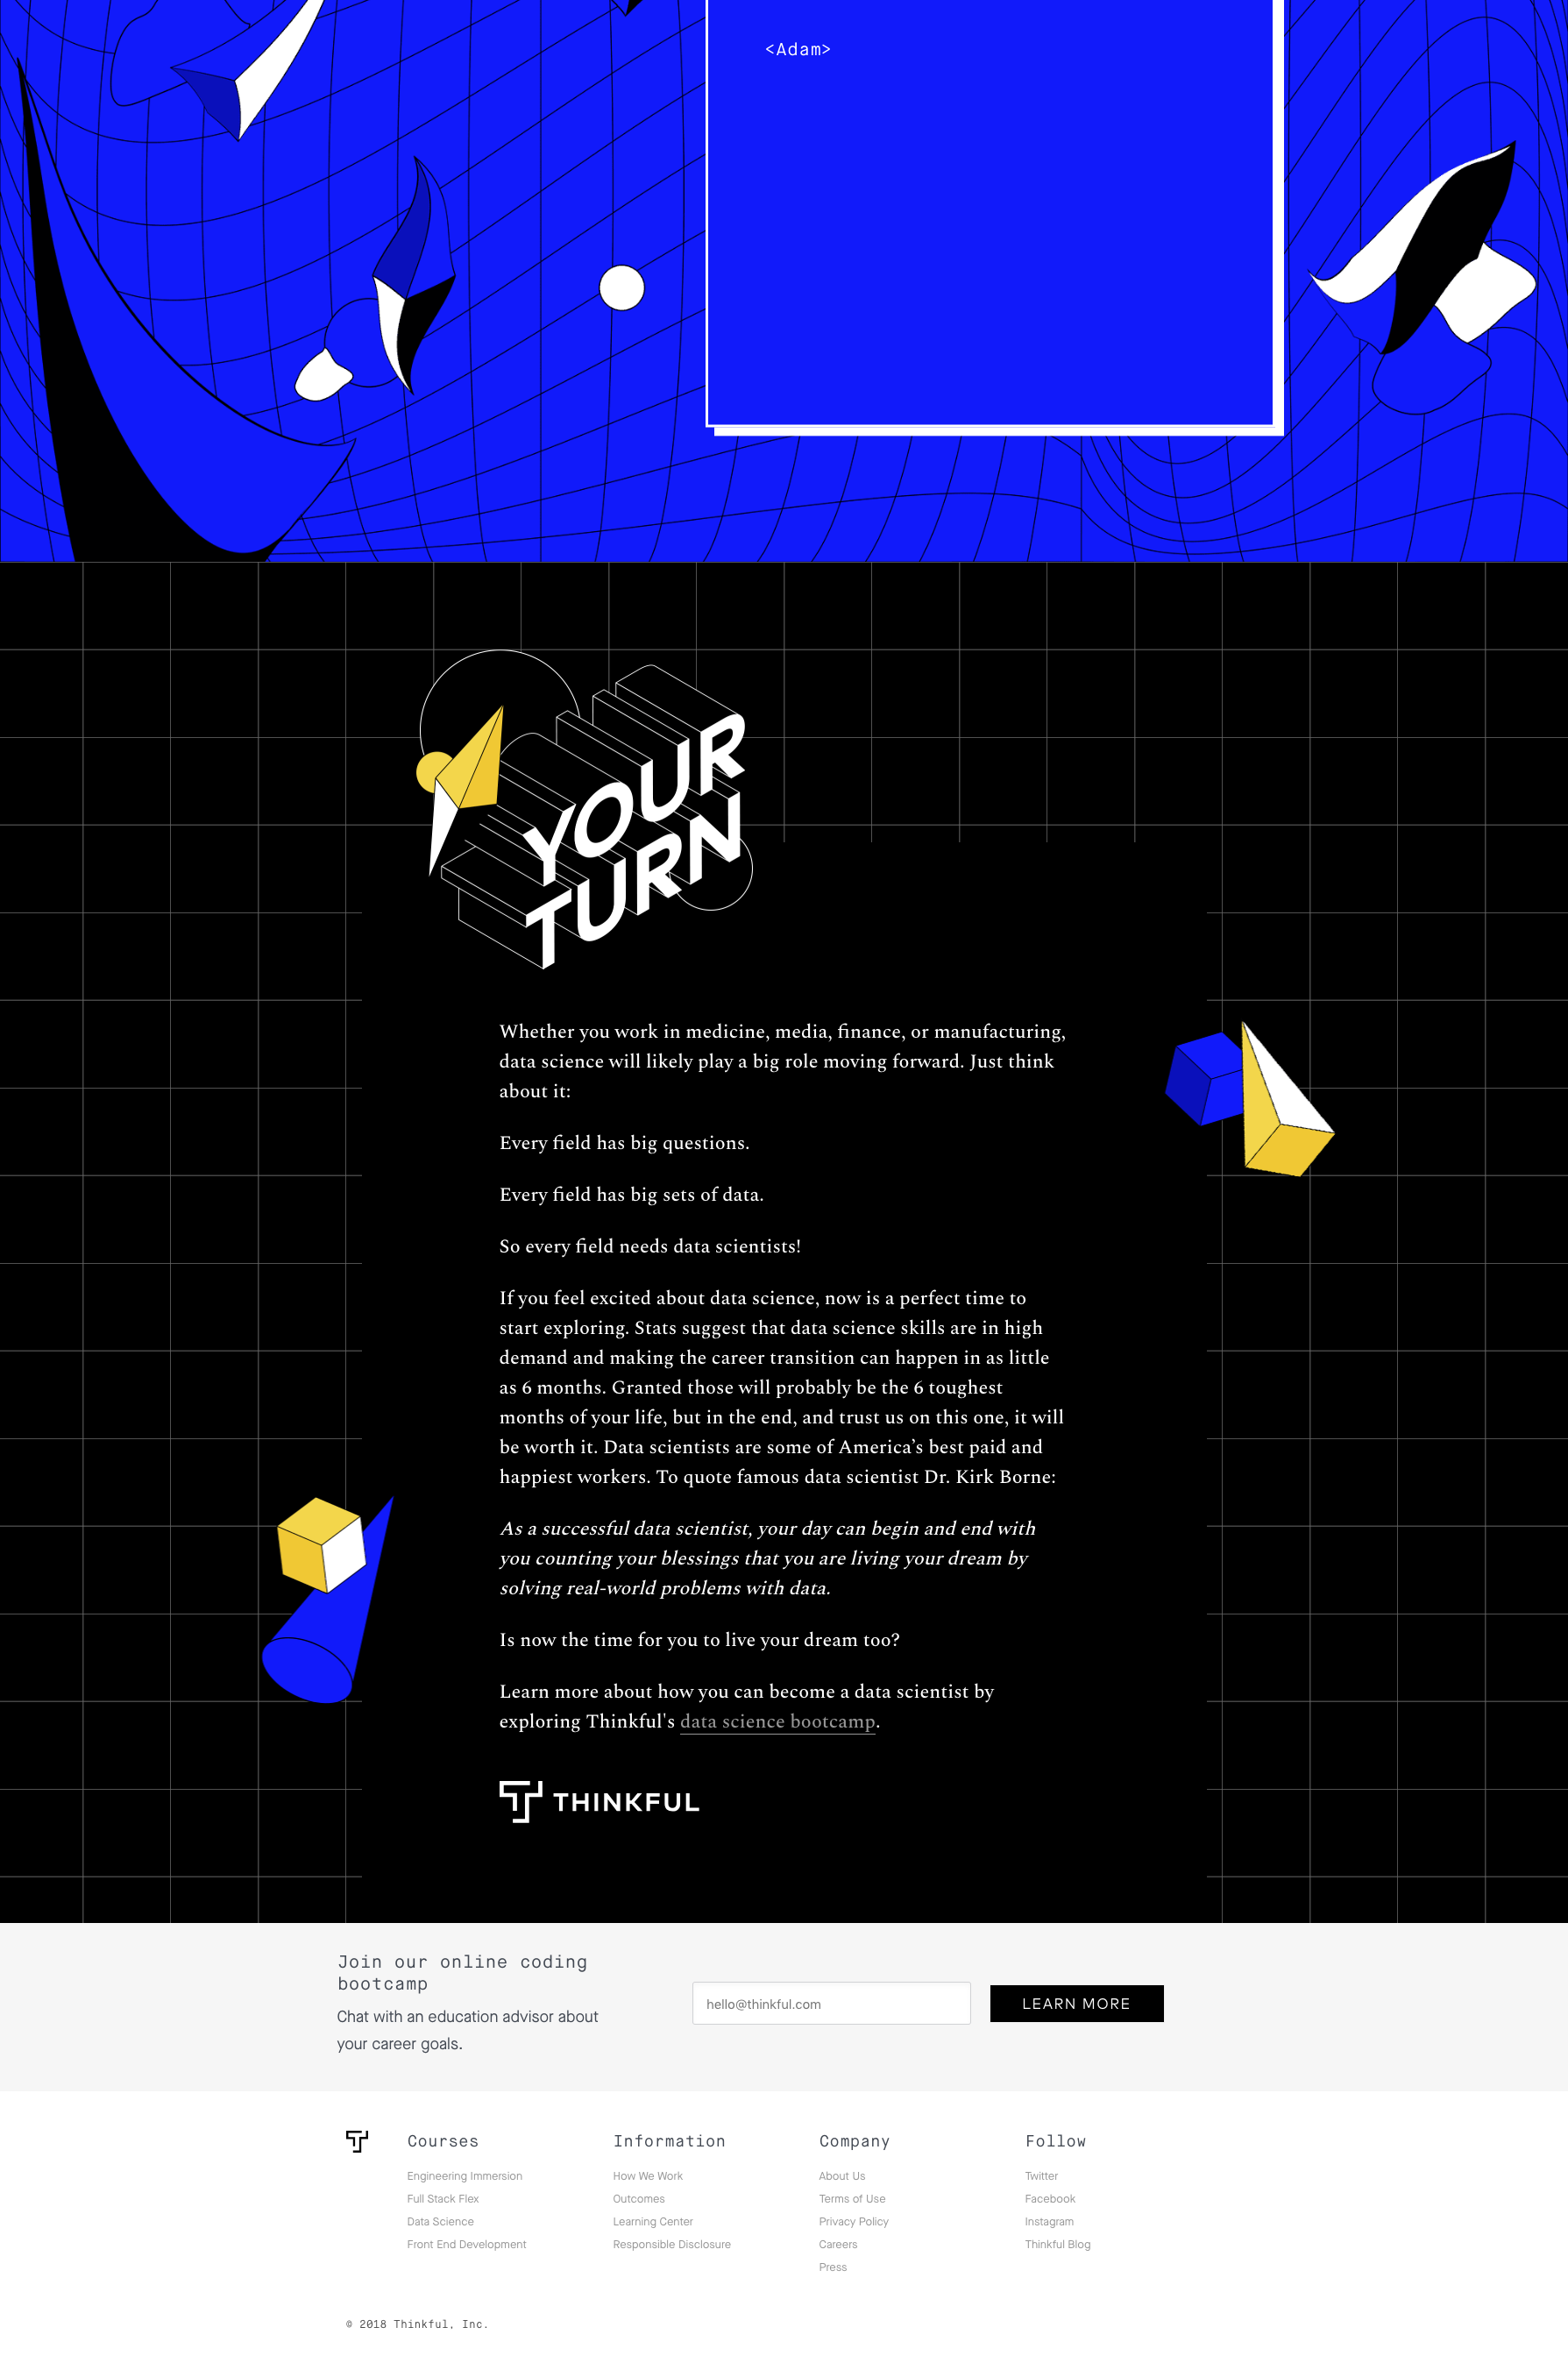 <Adam>
YOUR
TURN
Whether you work in medicine, media, finance, or manufacturing,
data science will likely play a big role moving forward. Just think
about it:
Every field has big questions.
Every field has big sets of data.
So every field needs data scientists!
If you feel excited about data science, now is a perfect time to
start exploring. Stats suggest that data science skills are in high
demand and making the career transition can happen in as little
as 6 months. Granted those will probably be the 6 toughest
months of your life, but in the end, and trust us on this one, it will
be worth it. Data scientists are some of America’s best paid and
happiest workers. To quote famous data scientist Dr. Kirk Borne:
As a successful data scientist, your day can begin and end with
you counting your blessings that you are living your dream by
solving real-world problems with data.
Is now the time for you to live your dream too?
Learn more about how you can become a data scientist by
exploring Thinkful's data science bootcamp.
THINKFUL
Join our online coding
bootcamp
Chat with an education advisor about
your career goals.
hello@thinkful.com
LEARN MORE
Courses
Engineering Immersion
Full Stack Flex
Data Science
Front End Development
Information
How We Work
Outcomes
Learning Center
Responsible Disclosure
Company
About Us
Terms of Use
Privacy Policy
Careers
Press
Follow
Twitter
Facebook
Instagram
Thinkful Blog
© 2018 Thinkful, Inc.